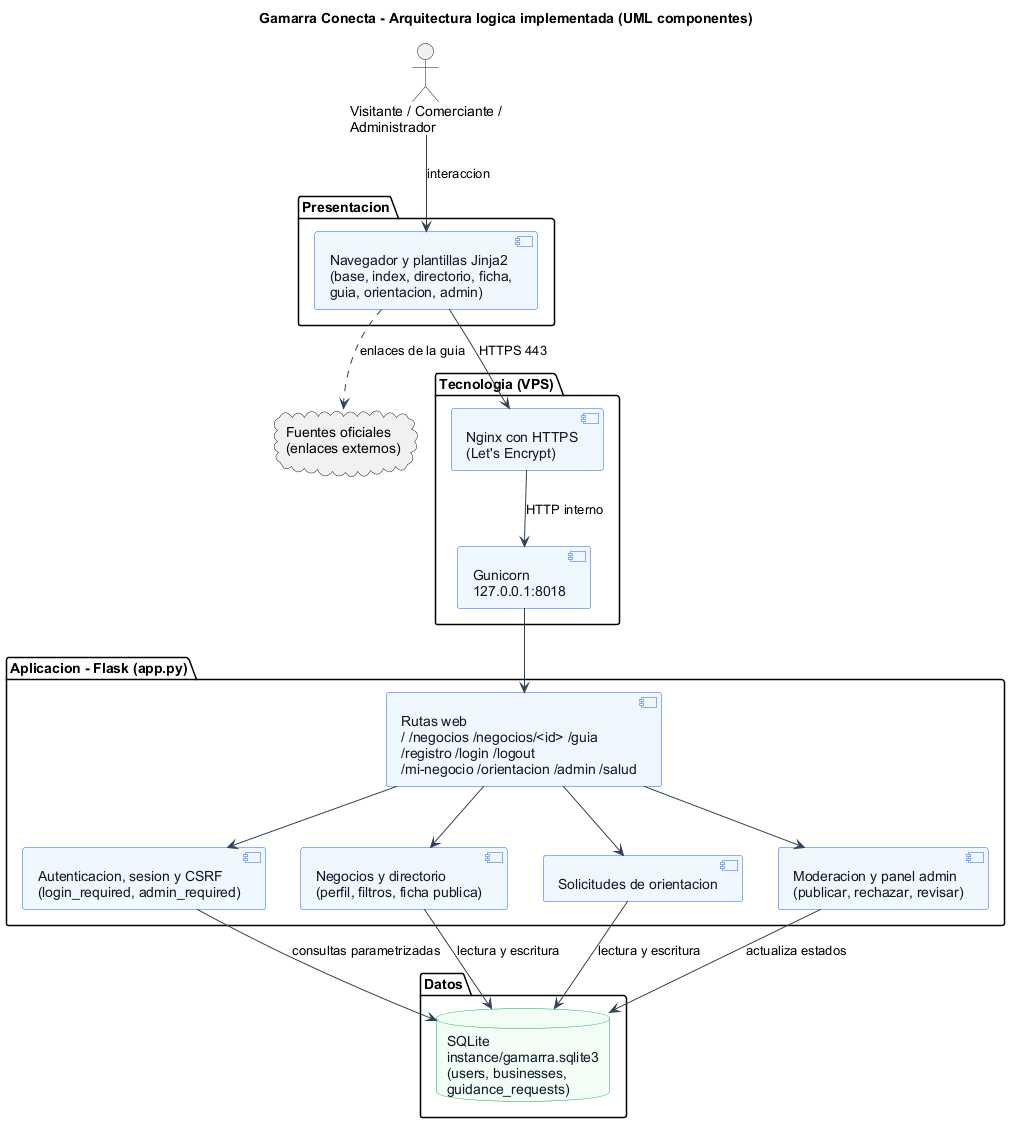 Gamarra Conecta - Arquitectura logica implementada (UML componentes)
Visitante / Comerciante /
Administrador
interaccion
Presentacion
Navegador y plantillas Jinja2
(base, index, directorio, ficha,
guia, orientacion, admin)
enlaces de la guia
HTTPS 443
Tecnologia (VPS)
Fuentes oficiales
(enlaces externos)
Nginx con HTTPS
(Let's Encrypt)
HTTP interno
Gunicorn
127.0.0.1:8018
Aplicacion - Flask (app.py)
Rutas web
/ /negocios /negocios/<id> /guia
/registro /login /logout
/mi-negocio /orientacion /admin /salud
Autenticacion, sesion y CSRF
(login_required, admin_required)
Negocios y directorio
(perfil, filtros, ficha publica)
Solicitudes de orientacion
Moderacion y panel admin
(publicar, rechazar, revisar)
consultas parametrizadas
lectura y escritura
lectura y escritura
actualiza estados
Datos
SQLite
instance/gamarra.sqlite3
(users, businesses,
guidance_requests)